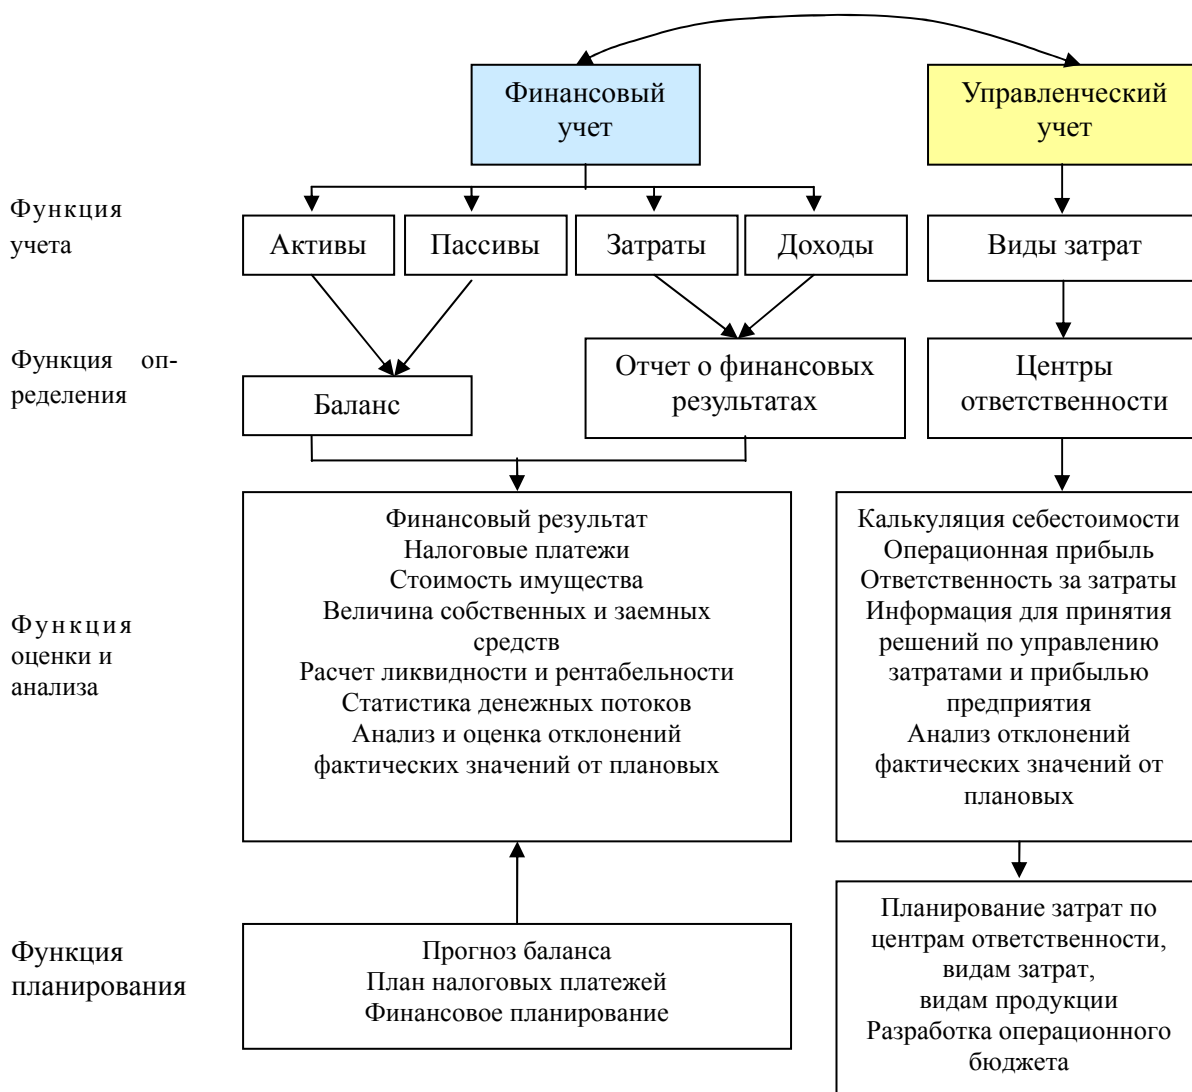 Финансовый
учет
Управленческий
учет
Функция
учета
Активы
Пассивы
Затраты
Доходы
Виды затрат
Функция оп-
ределения
Баланс
Отчет о финансовых
результатах
Центры
ответственности
Функция
оценки и
анализа
Финансовый результат
Налоговые платежи
Стоимость имущества
Величина собственных и заемных
средств
Расчет ликвидности и рентабельности
Статистика денежных потоков
Анализ и оценка отклонений
фактических значений от плановых
Калькуляция себестоимости
Операционная прибыль
Ответственность за затраты
Информация для принятия
решений по управлению
затратами и прибылью
предприятия
Анализ отклонений
фактических значений от
плановых
Функция
планирования
Прогноз баланса
План налоговых платежей
Финансовое планирование
Планирование затрат по
центрам ответственности,
видам затрат,
видам продукции
Разработка операционного
бюджета